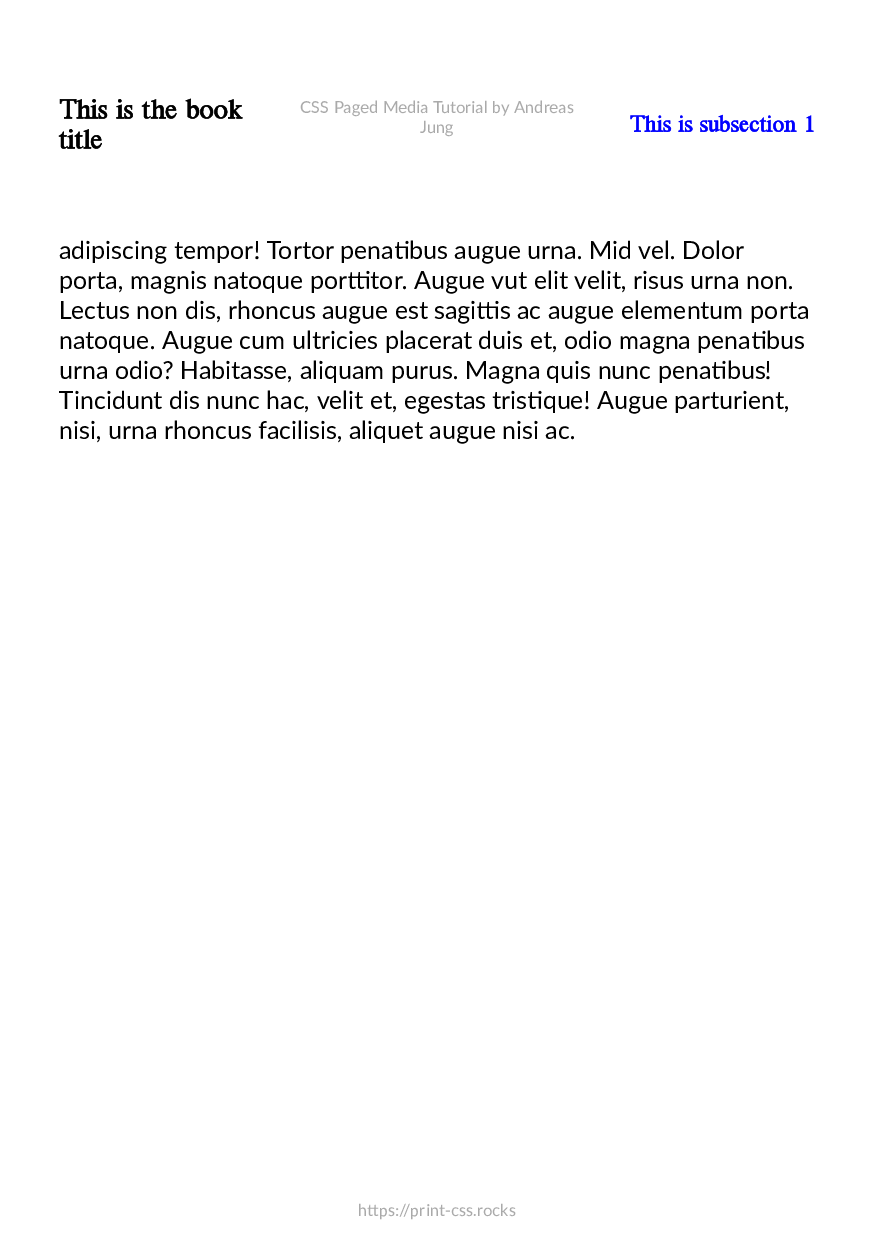 This is the book
title
CSS Paged Media Tutorial by Andreas
Jung
This is subsection 1
adipiscing tempor! Tortor penatibus augue urna. Mid vel. Dolor
porta, magnis natoque porttitor. Augue vut elit velit, risus urna non.
Lectus non dis, rhoncus augue est sagittis ac augue elementum porta
natoque. Augue cum ultricies placerat duis et, odio magna penatibus
urna odio? Habitasse, aliquam purus. Magna quis nunc penatibus!
Tincidunt dis nunc hac, velit et, egestas tristique! Augue parturient,
nisi, urna rhoncus facilisis, aliquet augue nisi ac.
https://print-css.rocks